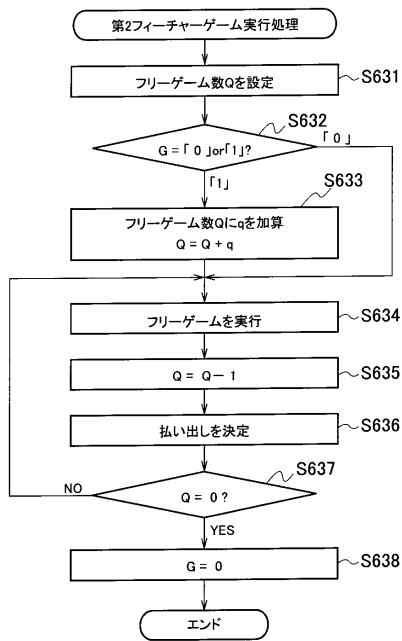 第2フィーチャーゲーム実行処理
フリーゲーム数Qを設定
S631
S632
G=「0」or「1」?
「0」
「1」
S633
フリーゲーム数Qにqを加算
Q = Q + q
フリーゲームを実行
S634
Q = Q − 1
S635
払い出しを決定
S636
S637
Q = 0 ?
NO
YES
G = 0
S638
エンド